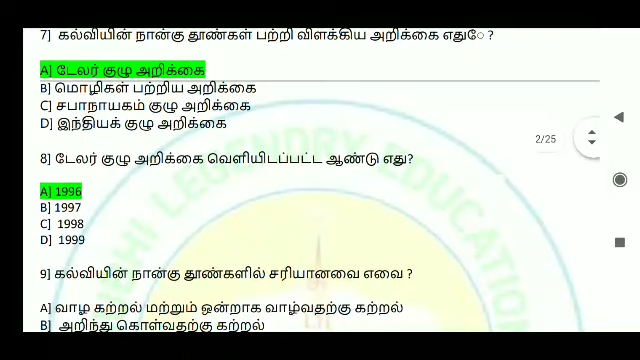 7] கல்வியின் நான்கு தூண்கள் பற்றி விளக்கிய அறிக்கை எதுே ?
A] டேலர் குழு அறிக்கை
B] மொழிகள் பற்றிய அறிக்கை
C] சபாநாயகம் குழு அறிக்கை
D] இந்தியக் குழு அறிக்கை
2/25
8] டேலர் குழு அறிக்கை வெளியிடப்பட்ட ஆண்டு எது?
A] 1996
B] 1997
C] 1998
D] 1999
9] கல்வியின் நான்கு தூண்களில் சரியானவை எவை ?
A] வாழ கற்றல் மற்றும் ஒன்றாக வாழ்வதற்கு கற்றல்
B] அறிந்து கொள்வதற்கு கற்றல்